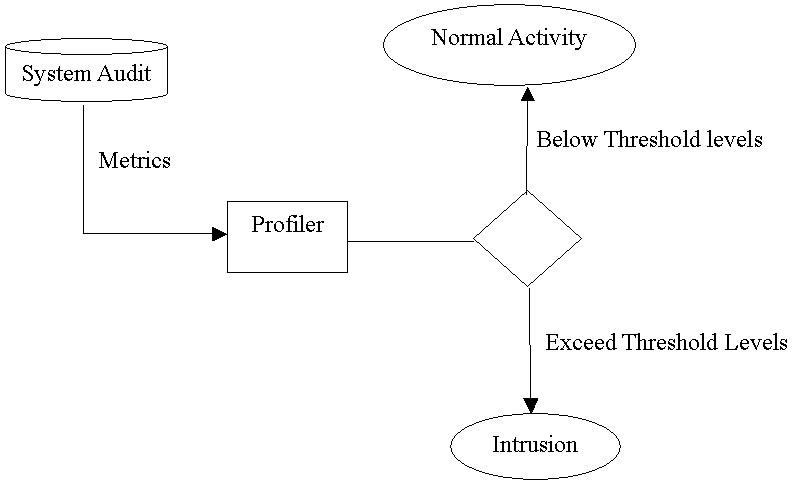 Normal Activity
System Audit
Below Threshold levels
Metrics
Profiler
Exceed Threshold Levels
Intrusion